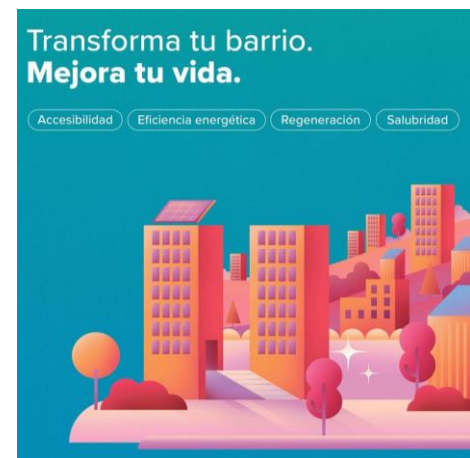 Transforma tu barrio.
Mejora tu vida.
Accesibilidad Eficiencia energética Regeneración Salubridad